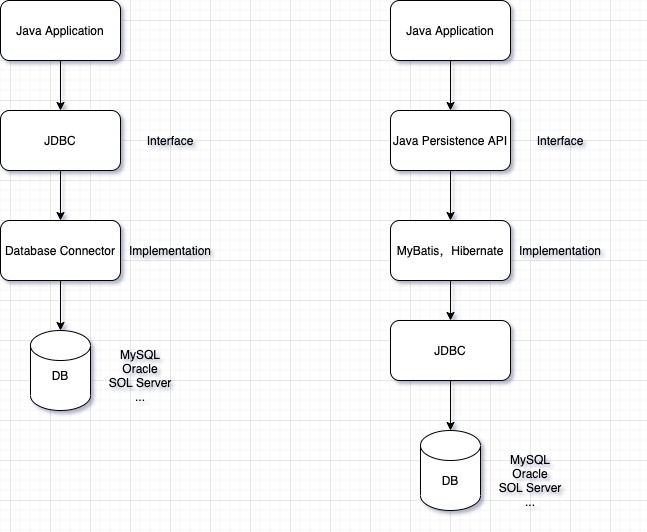 Java Application
JDBC
Interface
Database Connector
Implementation
DB
MySQL
Oracle
SOL Server
...
Java Application
Java Persistence API
Interface
MyBatis，Hibernate
Implementation
JDBC
DB
MySQL
Oracle
SOL Server
...